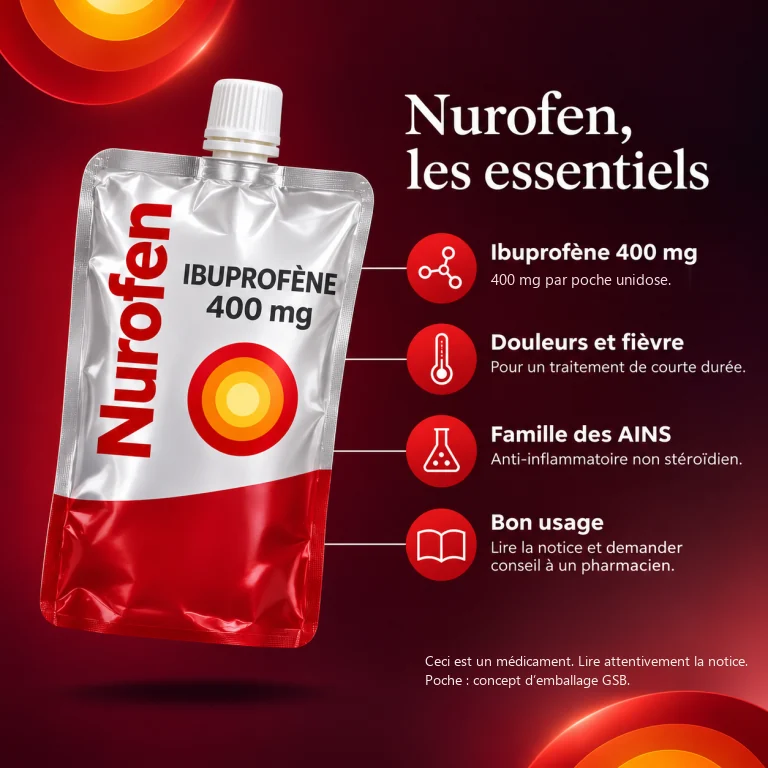 Nurofen,
les essentiels
Nurofen
IBUPROFÈNE
400 mg
Ibuprofène 400 mg
400 mg par poche unidose.
Douleurs et fièvre
Pour un traitement de courte durée.
Famille des AINS
Anti-inflammatoire non stéroïdien.
Bon usage
Lire la notice et demander
conseil à un pharmacien.
Ceci est un médicament. Lire attentivement la notice.
Poche : concept d’emballage GSB.